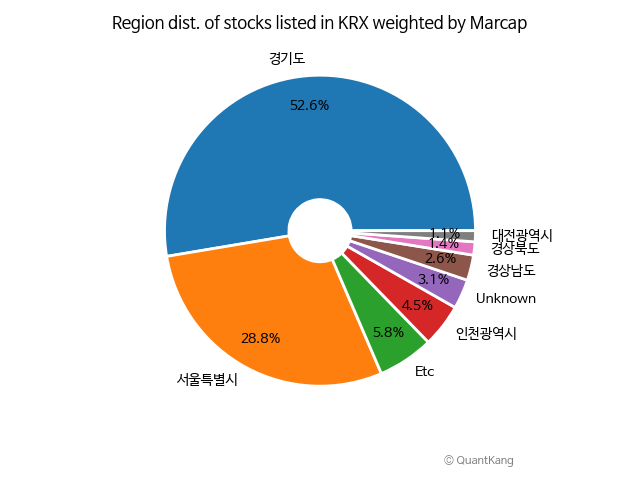 Region dist. of stocks listed in KRX weighted by Marcap
경기도
52.6%
1.1%
대전광역시
1.4%
경상북도
2.6%
경상남도
3.1%
Unknown
4.5%
인천광역시
5.8%
Etc
28.8%
서울특별시
© QuantKang